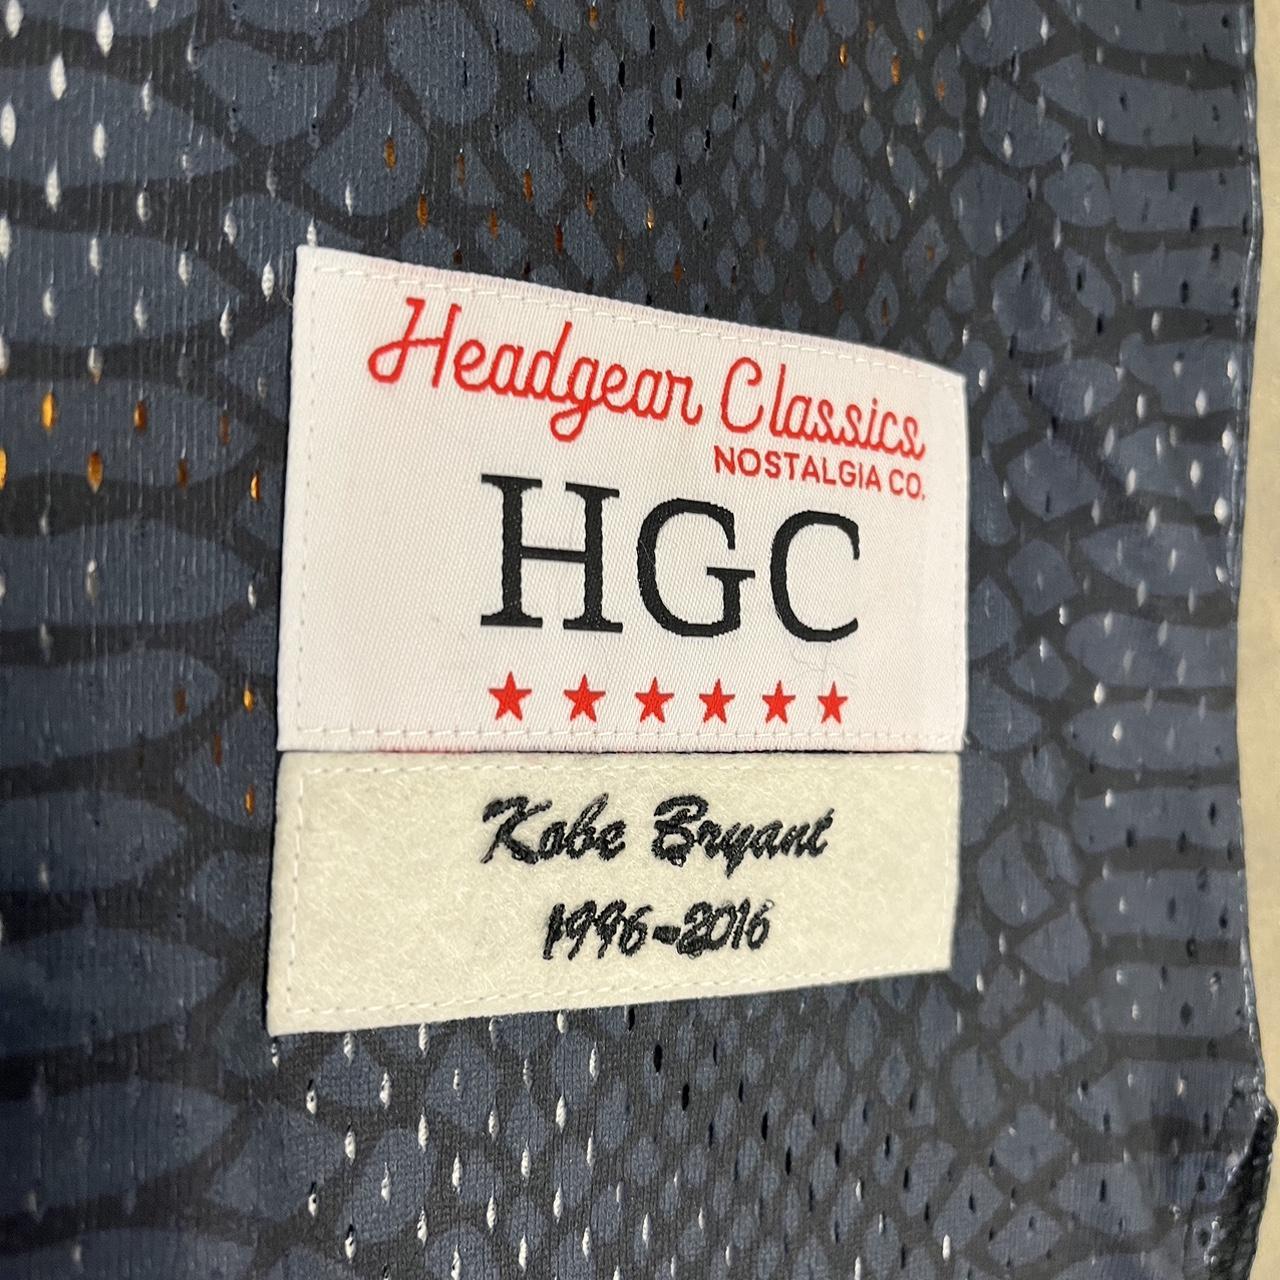 Headgear Classics
NOSTALGIA CO.
HGC
Kobe Bryant
1996-2016